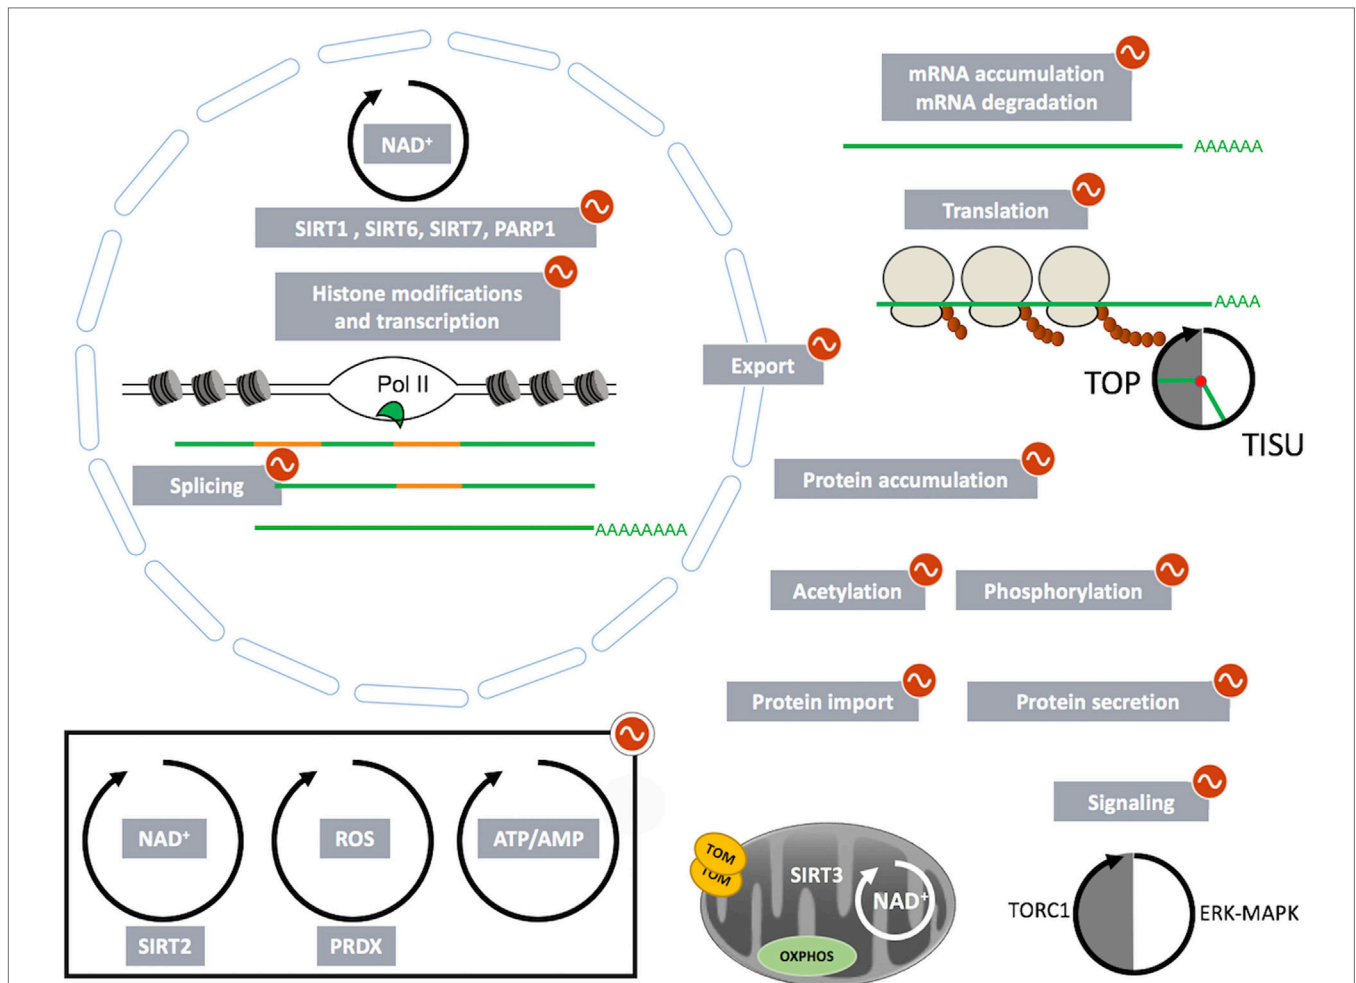 NAD+
SIRT1 , SIRT6, SIRT7, PARP1
Histone modifications
and transcription
Pol II
Splicing
AAAAAAAA
Export
mRNA accumulation
mRNA degradation
AAAAAA
Translation
AAAA
TOP
TISU
Protein accumulation
Acetylation
Phosphorylation
Protein import
Protein secretion
Signaling
TORC1
ERK-MAPK
NAD+
SIRT2
ROS
PRDX
ATP/AMP
TOM
TOM
SIRT3
NAD+
OXPHOS